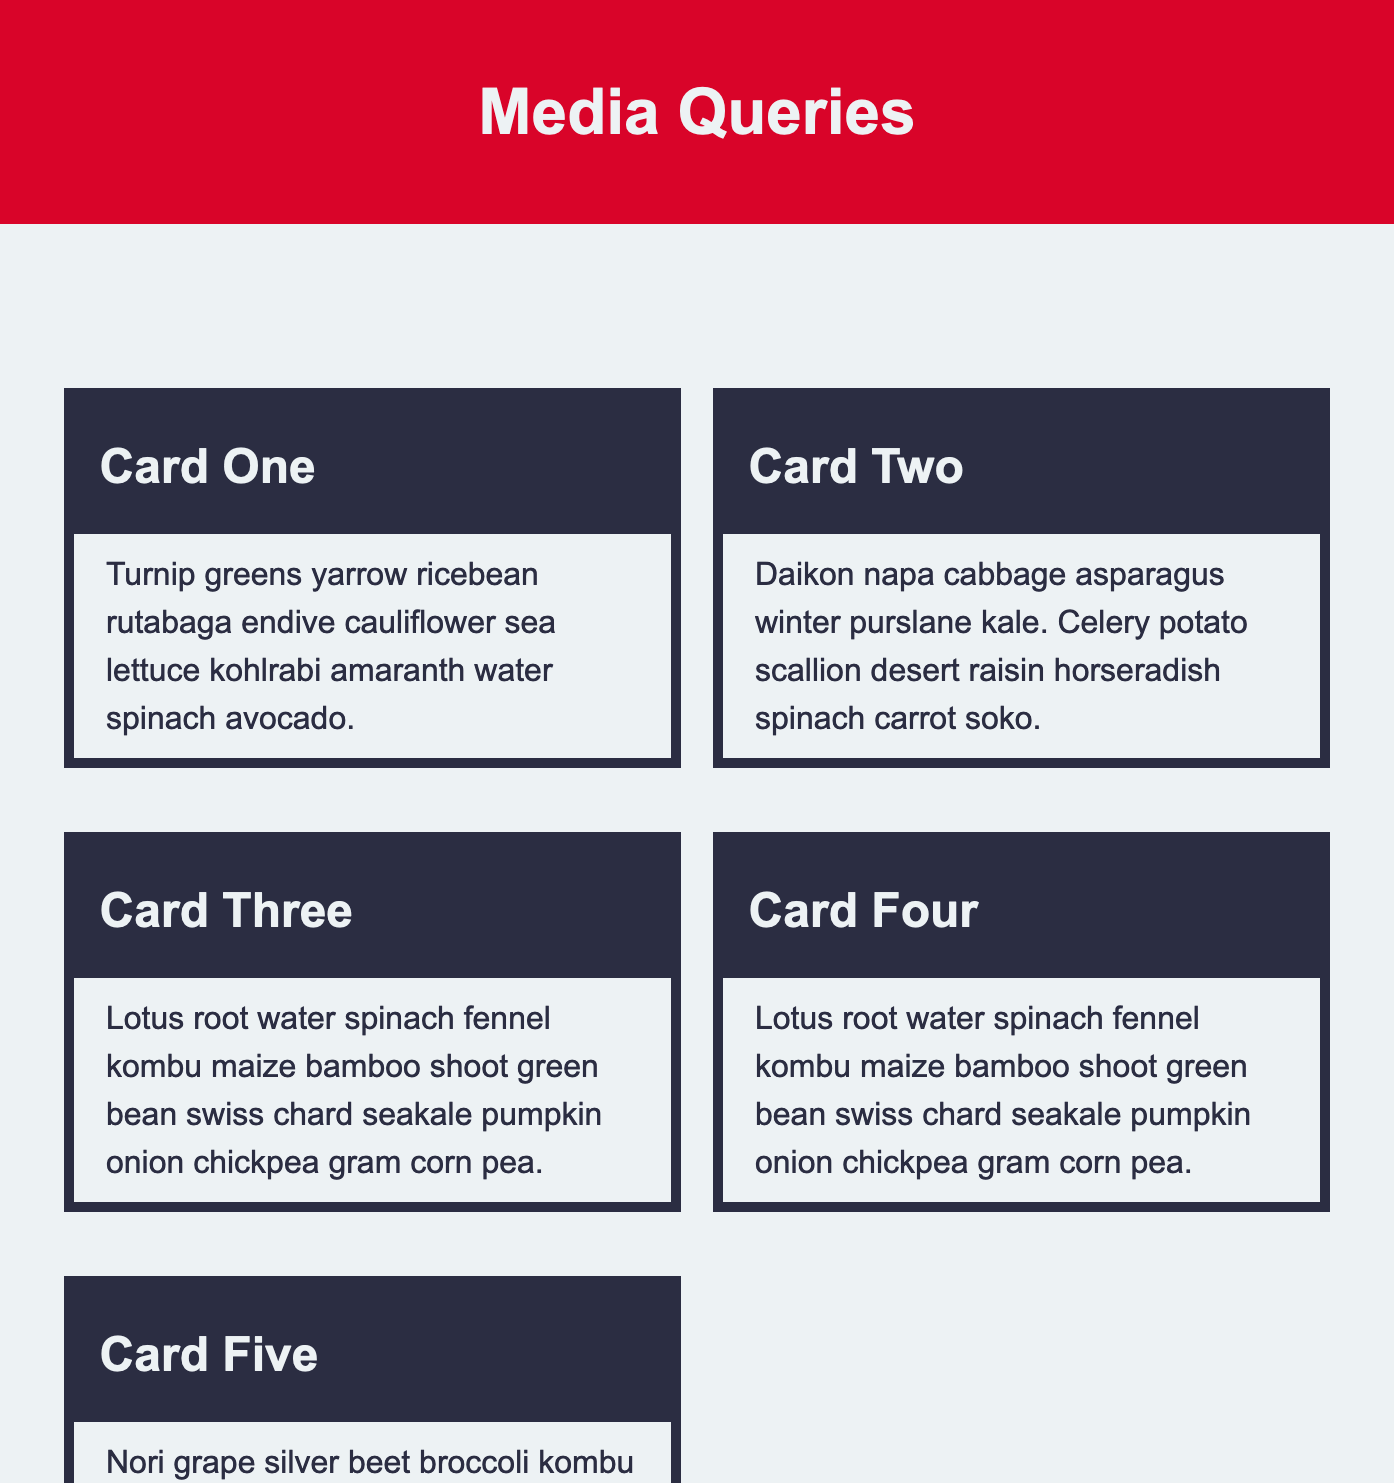 Media Queries
Card One
Turnip greens yarrow ricebean
rutabaga endive cauliflower sea
lettuce kohlrabi amaranth water
spinach avocado.
Card Two
Daikon napa cabbage asparagus
winter purslane kale. Celery potato
scallion desert raisin horseradish
spinach carrot soko.
Card Three
Lotus root water spinach fennel
kombu maize bamboo shoot green
bean swiss chard seakale pumpkin
onion chickpea gram corn pea.
Card Four
Lotus root water spinach fennel
kombu maize bamboo shoot green
bean swiss chard seakale pumpkin
onion chickpea gram corn pea.
Card Five
Nori grape silver beet broccoli kombu